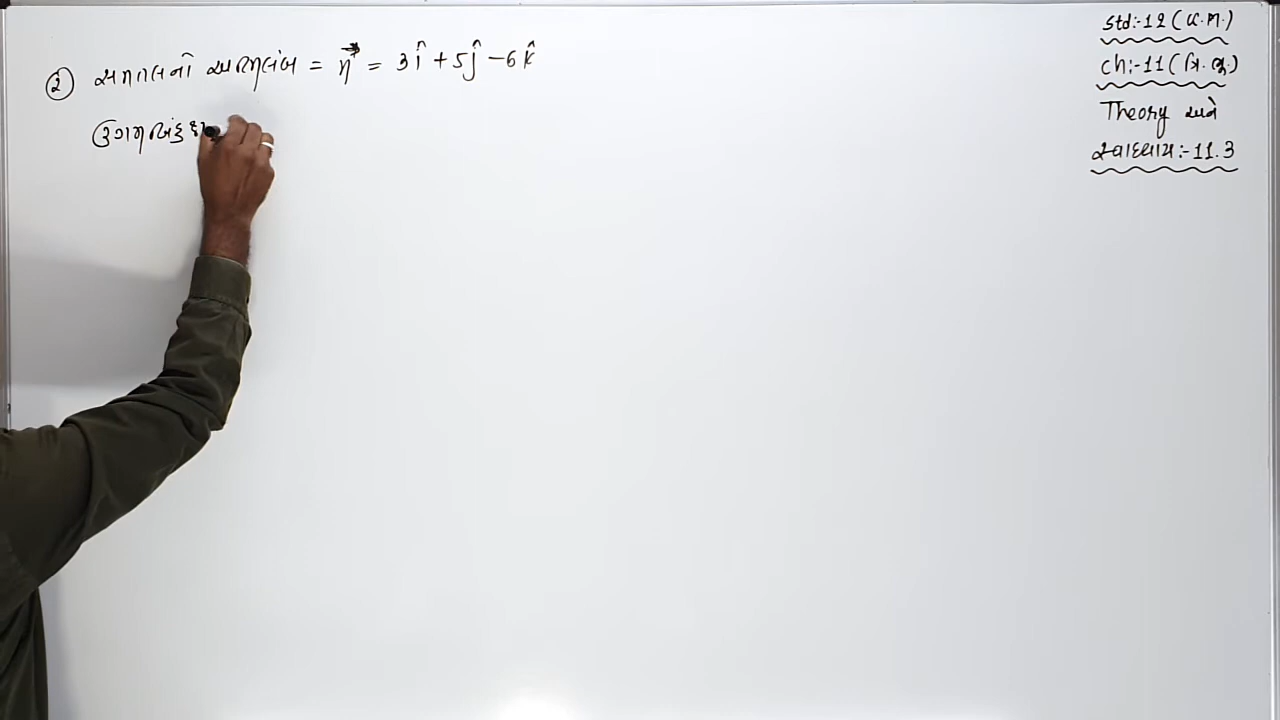 ② સમતલનો અભિલંબ = n⃗ = 3î + 5ĵ - 6k̂
ઉગમબિંદુથી
Std:-12 (U.M.)
Ch:-11 (ત્રિ.ભૂ.)
Theory અને
સ્વાધ્યાય:-11.3